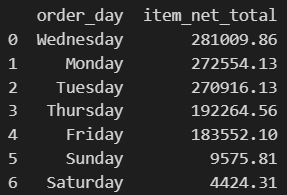 order_day item_net_total
0 Wednesday 281009.86
1 Monday 272554.13
2 Tuesday 270916.13
3 Thursday 192264.56
4 Friday 183552.10
5 Sunday 9575.81
6 Saturday 4424.31